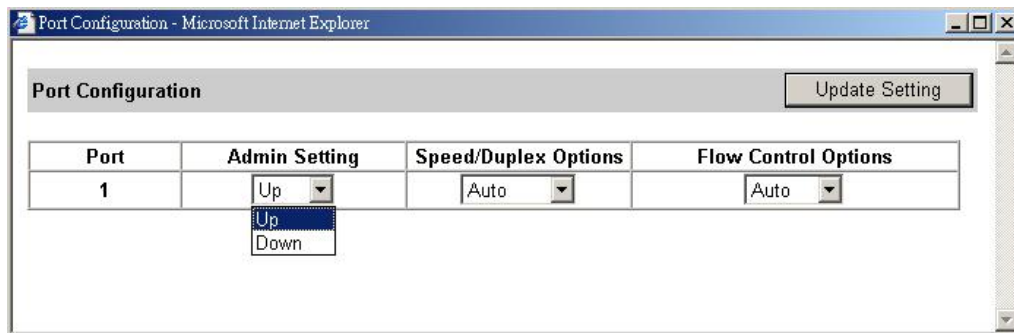 Port Configuration - Microsoft Internet Explorer
Port Configuration Update Setting
Port Admin Setting Speed/Duplex Options Flow Control Options
1 Up Auto Auto
Up
Down